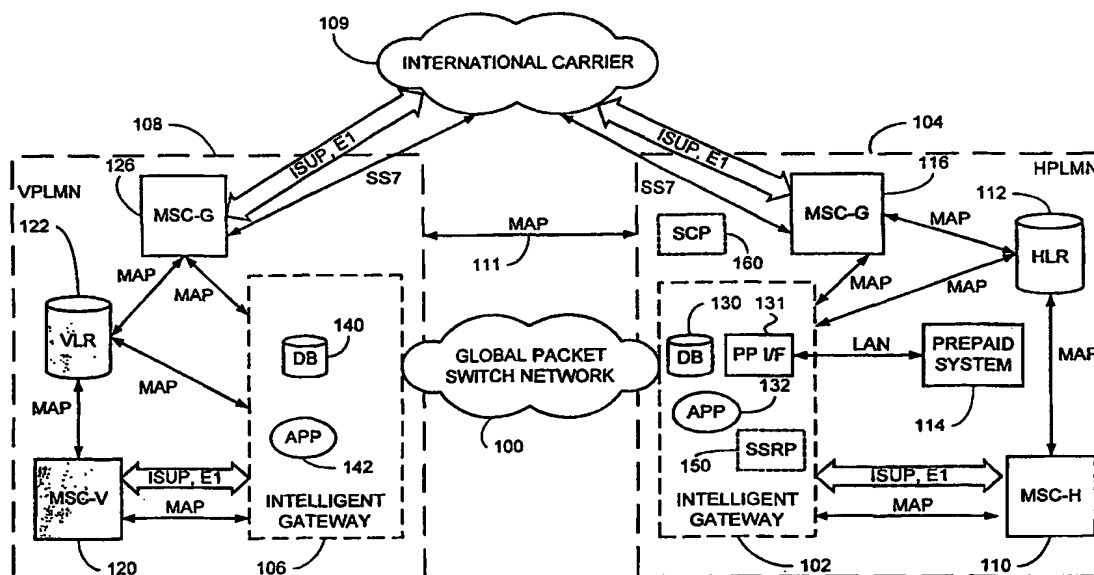 109
INTERNATIONAL CARRIER
108
104
ISUP, E1
ISUP, E1
126
116
VPLMN
HPLMN
SS7
SS7
122
112
MSC-G
MSC-G
MAP
111
SCP
160
MAP
HLR
MAP
MAP
MAP
MAP
VLR
140
DB
130
131
DB
PP I/F
LAN
PREPAID
SYSTEM
MAP
GLOBAL PACKET
SWITCH NETWORK
100
MAP
MAP
APP
142
APP
132
114
150
SSRP
ISUP, E1
ISUP, E1
MSC-V
MSC-H
MAP
INTELLIGENT
GATEWAY
INTELLIGENT
GATEWAY
MAP
120
106
102
110